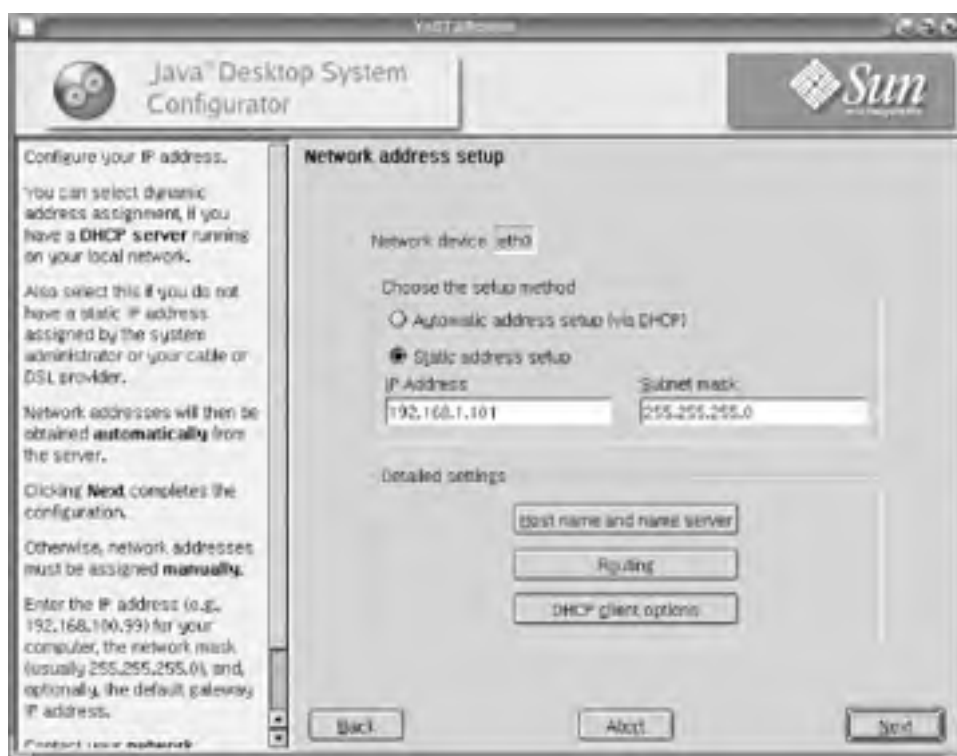 Java™ Desktop System
Configurator
Sun
Configure your IP address.
You can select dynamic
address assignment, if you
have a DHCP server running
on your local network.
Also select this if you do not
have a static IP address
assigned by the system
administrator or your cable or
DSL provider.
Network addresses will then be
obtained automatically from
the server.
Clicking Next completes the
configuration.
Otherwise, network addresses
must be assigned manually.
Enter the IP address (e.g.,
192.168.100.99) for your
computer, the network mask
(usually 255.255.255.0), and,
optionally, the default gateway
IP address.
Contact your network
Network address setup
Network device eth0
Choose the setup method
Automatic address setup (via DHCP)
Static address setup
IP Address Subnet mask
192.168.1.101 255.255.255.0
Detailed settings
Host name and name server
Routing
DHCP client options
Back Abort Next